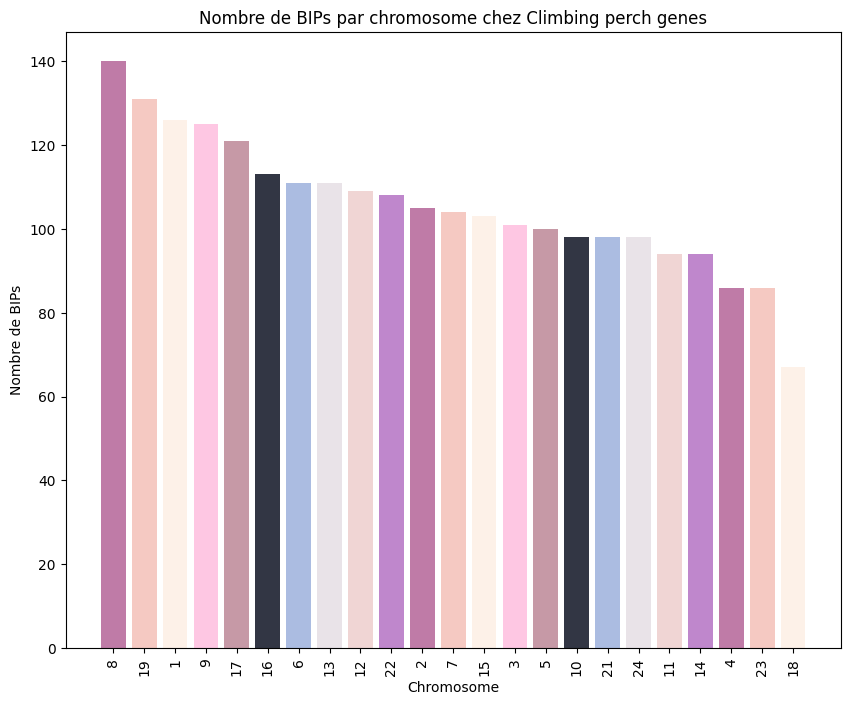 Nombre de BIPs par chromosome chez Climbing perch genes
140
120
100
80
60
40
20
0
Nombre de BIPs
8 19 1 9 17 16 6 13 12 22 2 7 15 3 5 10 21 24 11 14 4 23 18
Chromosome